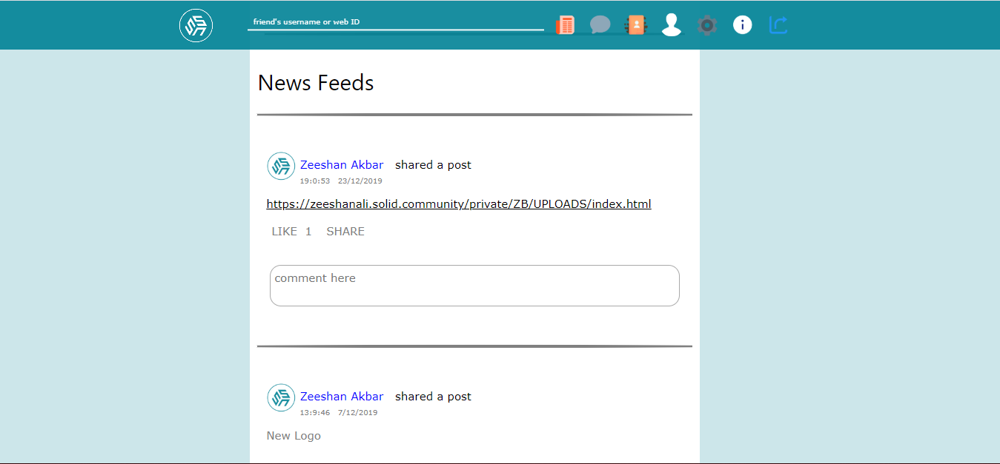 friend's username or web ID
News Feeds
Zeeshan Akbar shared a post
19:0:53 23/12/2019
https://zeeshanali.solid.community/private/ZB/UPLOADS/index.html
LIKE 1 SHARE
comment here
Zeeshan Akbar shared a post
13:9:46 7/12/2019
New Logo